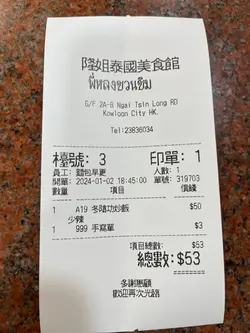 隆姐泰國美食館
พี่หลงชวนชิม
G/F 2A-B Ngai Tsin Long RD
Kowloon City HK.
Tel:23836034
檯號: 3 印單: 1
員工: 麵包早更 人數: 1
開單: 2024-01-02 18:45:00 單號: 319703
數量 項目 價錢
1 A19 冬陰功炒飯 $50
少辣
1 999 手寫單 $3
項目總數: $53
總數: $53
多謝惠顧
歡迎再次光臨